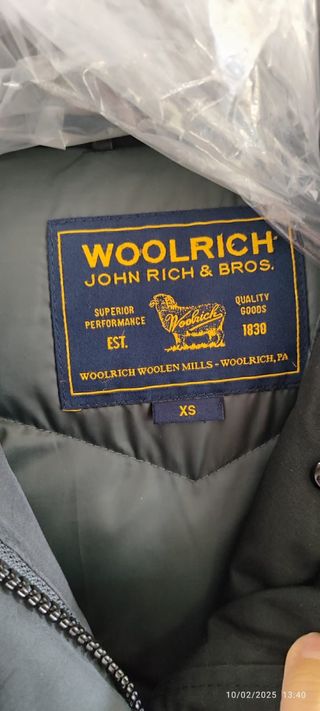 WOOLRICH
JOHN RICH & BROS.
SUPERIOR PERFORMANCE
EST.
Woolrich
QUALITY GOODS
1830
WOOLRICH WOOLEN MILLS - WOOLRICH, PA
XS
10/02/2025 13:40